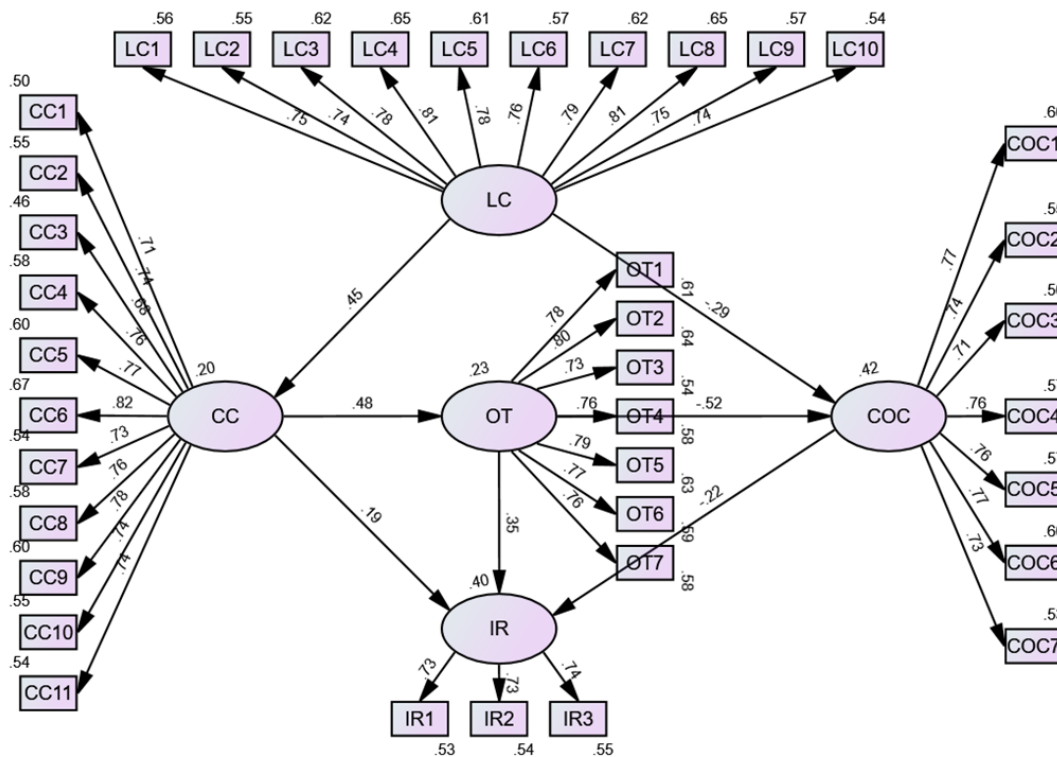 .56 .55 .62 .65 .61 .57 .62 .65 .57 .54
LC1 LC2 LC3 LC4 LC5 LC6 LC7 LC8 LC9 LC10
.75 .74 .78 .81 .78 .76 .79 .81 .75 .74
LC
.50
CC1
.55
CC2
.46
CC3
.58
CC4
.60
CC5
.67
CC6
.54
CC7
.58
CC8
.60
CC9
.55
CC10
.54
CC11
.71
.74
.68
.76
.77
.82
.73
.76
.78
.74
.74
.20
CC
.45
-.29
.48
.19
.23
OT
.78
.80
.73
.76
.79
.77
.76
OT1
.61
OT2
.64
OT3
.54
OT4
.58
OT5
.63
OT6
.59
OT7
.58
-.52
.35
-.22
.42
COC
.77
.74
.71
.76
.76
.77
.73
COC1
COC2
COC3
COC4
COC5
COC6
COC7
.40
IR
.73 .73 .74
IR1 IR2 IR3
.53 .54 .55